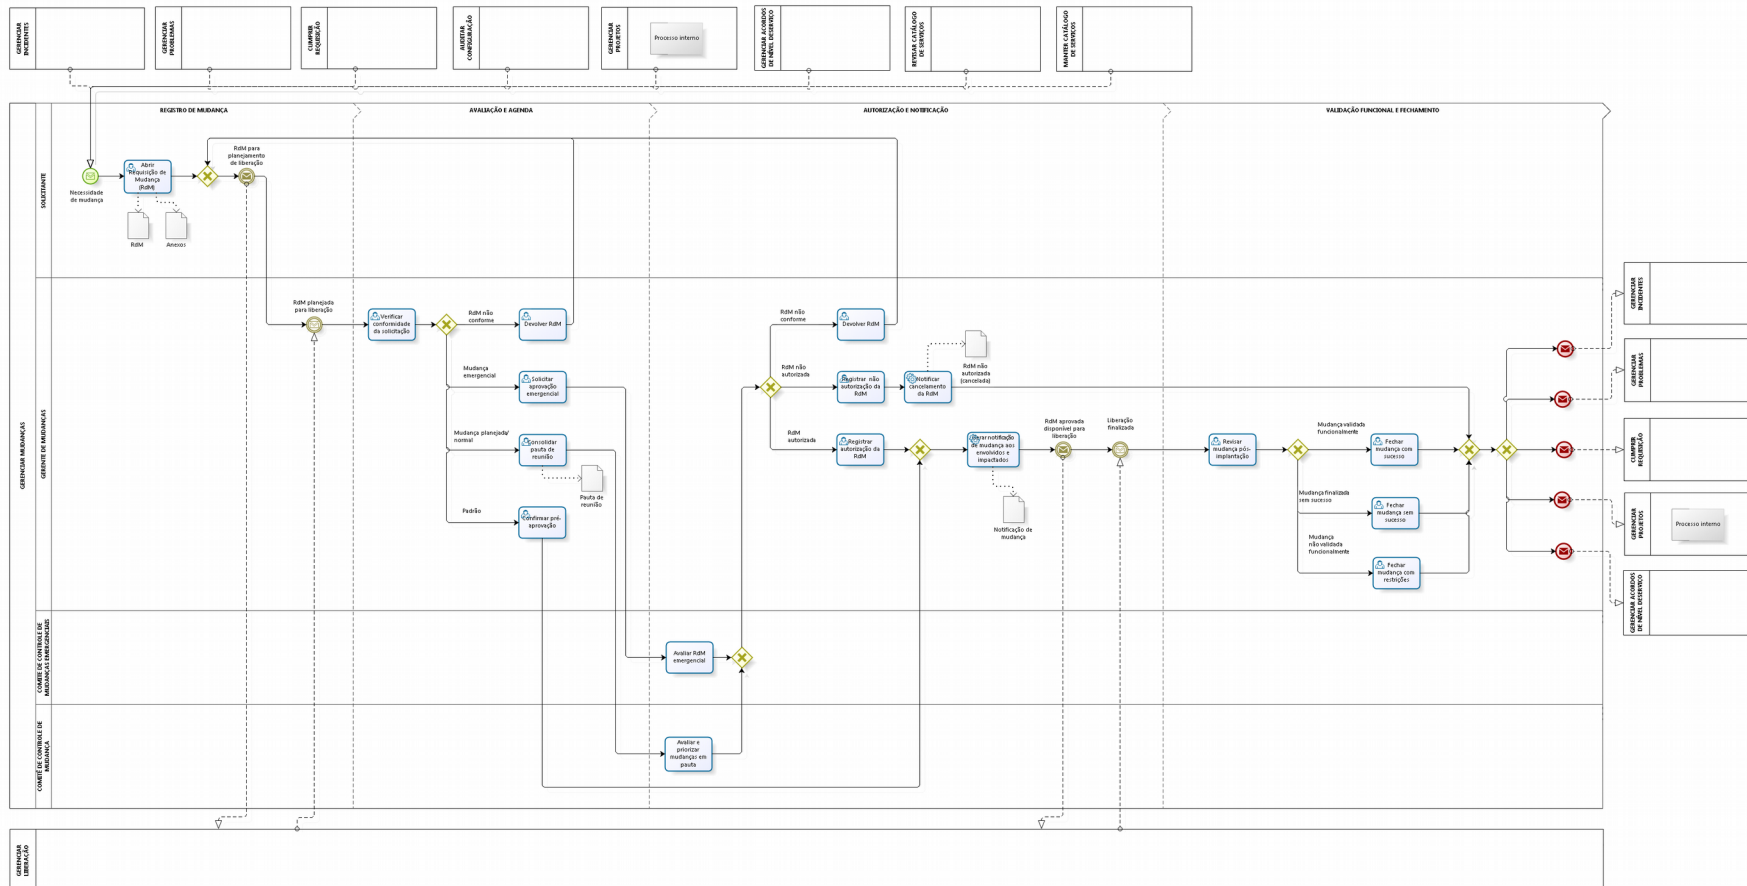 GERENCIAR
INCIDENTES
GERENCIAR
PROBLEMAS
CUMPRIR
REQUISIÇÃO
AUDITAR
CONFIGURAÇÃO
GERENCIAR
PROJETOS
Processo interno
GERENCIAR ACORDOS
DE NÍVEL DESERVIÇO
REVISAR CATÁLOGO
DE SERVIÇOS
MANTER CATÁLOGO
DE SERVIÇOS
GERENCIAR MUDANÇAS
REGISTRO DE MUDANÇA
AVALIAÇÃO E AGENDA
AUTORIZAÇÃO E NOTIFICAÇÃO
VALIDAÇÃO FUNCIONAL E FECHAMENTO
SOLICITANTE
Necessidade
de mudança
Abrir
Requisição de
Mudança
(RdM)
RdM
Anexos
RdM para
planejamento
de liberação
GERENTE DE MUDANÇAS
RdM planejada
para liberação
Verificar
conformidade
da solicitação
RdM não
conforme
Devolver RdM
Mudança
emergencial
Solicitar
aprovação
emergencial
Mudança planejada/
normal
Consolidar
pauta de
reunião
Pauta de
reunião
Padrão
Confirmar pré-
aprovação
RdM não
conforme
Devolver RdM
RdM não
autorizada
Registrar não
autorização da
RdM
Notificar
cancelamento
da RdM
RdM não
autorizada
(cancelada)
RdM
autorizada
Registrar
autorização da
RdM
Gerar notificação
de mudança aos
envolvidos e
impactados
Notificação de
mudança
RdM aprovada
disponível para
liberação
Liberação
finalizada
Revisar
mudança pós-
implantação
Mudança validada
funcionalmente
Fechar
mudança com
sucesso
Mudança finalizada
sem sucesso
Fechar
mudança sem
sucesso
Mudança
não validada
funcionalmente
Fechar
mudança com
restrições
GERENCIAR
INCIDENTES
GERENCIAR
PROBLEMAS
CUMPRIR
REQUISIÇÃO
GERENCIAR
PROJETOS
Processo interno
GERENCIAR ACORDOS
DE NÍVEL DESERVIÇO
COMITÊ DE CONTROLE DE
MUDANÇAS EMERGENCIAIS
Avaliar RdM
emergencial
COMITÊ DE CONTROLE DE
MUDANÇA
Avaliar e
priorizar
mudanças em
pauta
GERENCIAR
LIBERAÇÃO